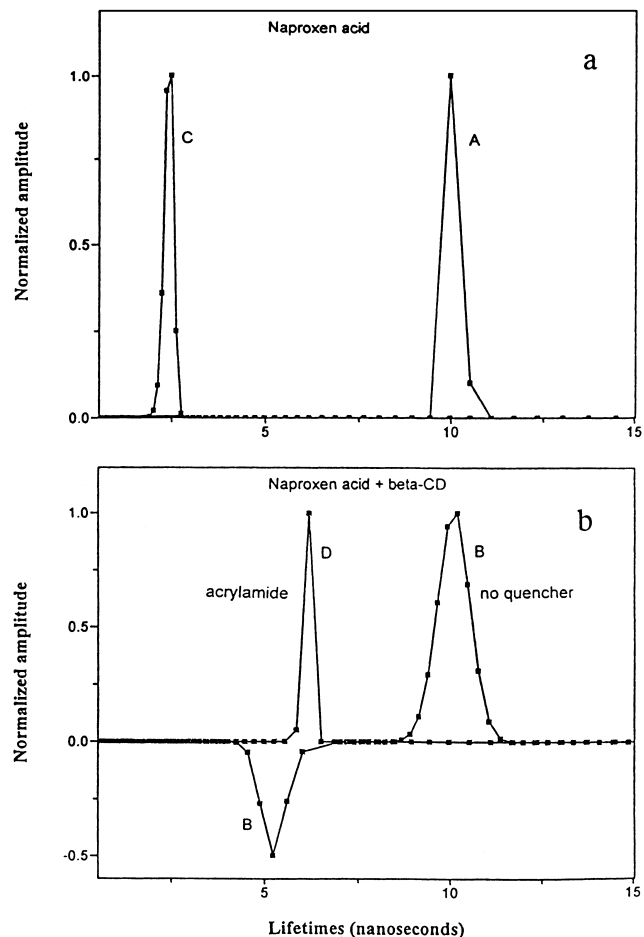 Naproxen acid
a
Normalized amplitude
1.0
0.5
0.0
C
A
5
10
15
Naproxen acid + beta-CD
b
Normalized amplitude
1.0
0.5
0.0
-0.5
D
B
acrylamide
no quencher
B
5
10
15
Lifetimes (nanoseconds)